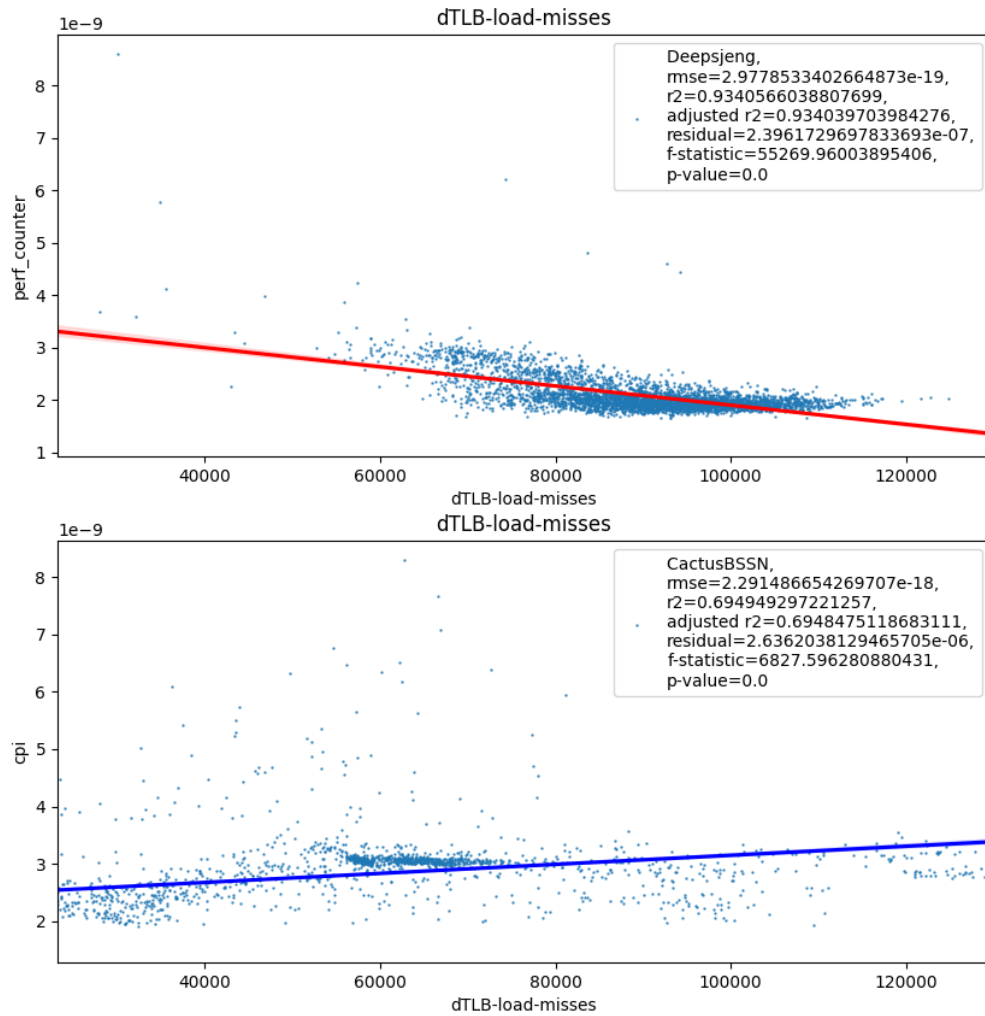 dTLB-load-misses
1e−9
Deepsjeng,
rmse=2.9778533402664873e-19,
r2=0.9340566038807699,
adjusted r2=0.934039703984276,
residual=2.3961729697833693e-07,
f-statistic=55269.96003895406,
p-value=0.0
8
7
6
5
4
3
2
1
perf_counter
40000 60000 80000 100000 120000
dTLB-load-misses
dTLB-load-misses
1e−9
CactusBSSN,
rmse=2.291486654269707e-18,
r2=0.694949297221257,
adjusted r2=0.6948475118683111,
residual=2.6362038129465705e-06,
f-statistic=6827.596280880431,
p-value=0.0
8
7
6
5
4
3
2
cpi
40000 60000 80000 100000 120000
dTLB-load-misses